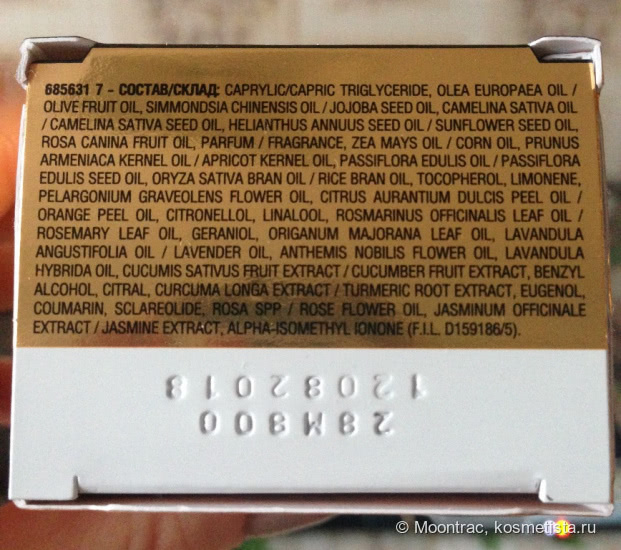 685631 7 – СОСТАВ/СКЛАД: CAPRYLIC/CAPRIC TRIGLYCERIDE, OLEA EUROPAEA OIL /
OLIVE FRUIT OIL, SIMMONDSIA CHINENSIS OIL / JOJOBA SEED OIL, CAMELINA SATIVA OIL
/ CAMELINA SATIVA SEED OIL, HELIANTHUS ANNUUS SEED OIL / SUNFLOWER SEED OIL,
ROSA CANINA FRUIT OIL, PARFUM / FRAGRANCE, ZEA MAYS OIL / CORN OIL, PRUNUS
ARMENIACA KERNEL OIL / APRICOT KERNEL OIL, PASSIFLORA EDULIS OIL / PASSIFLORA
EDULIS SEED OIL, ORYZA SATIVA BRAN OIL / RICE BRAN OIL, TOCOPHEROL, LIMONENE,
PELARGONIUM GRAVEOLENS FLOWER OIL, CITRUS AURANTIUM DULCIS PEEL OIL /
ORANGE PEEL OIL, CITRONELLOL, LINALOOL, ROSMARINUS OFFICINALIS LEAF OIL /
ROSEMARY LEAF OIL, GERANIOL, ORIGANUM MAJORANA LEAF OIL, LAVANDULA
ANGUSTIFOLIA OIL / LAVENDER OIL, ANTHEMIS NOBILIS FLOWER OIL, LAVANDULA
HYBRIDA OIL, CUCUMIS SATIVUS FRUIT EXTRACT / CUCUMBER FRUIT EXTRACT, BENZYL
ALCOHOL, CITRAL, CURCUMA LONGA EXTRACT / TURMERIC ROOT EXTRACT, EUGENOL,
COUMARIN, SCLAREOLIDE, ROSA SPP / ROSE FLOWER OIL, JASMINUM OFFICINALE
EXTRACT / JASMINE EXTRACT, ALPHA-ISOMETHYL IONONE (F.I.L. D159186/5).
28M800
12082018
© Moontrac, kosmetista.ru